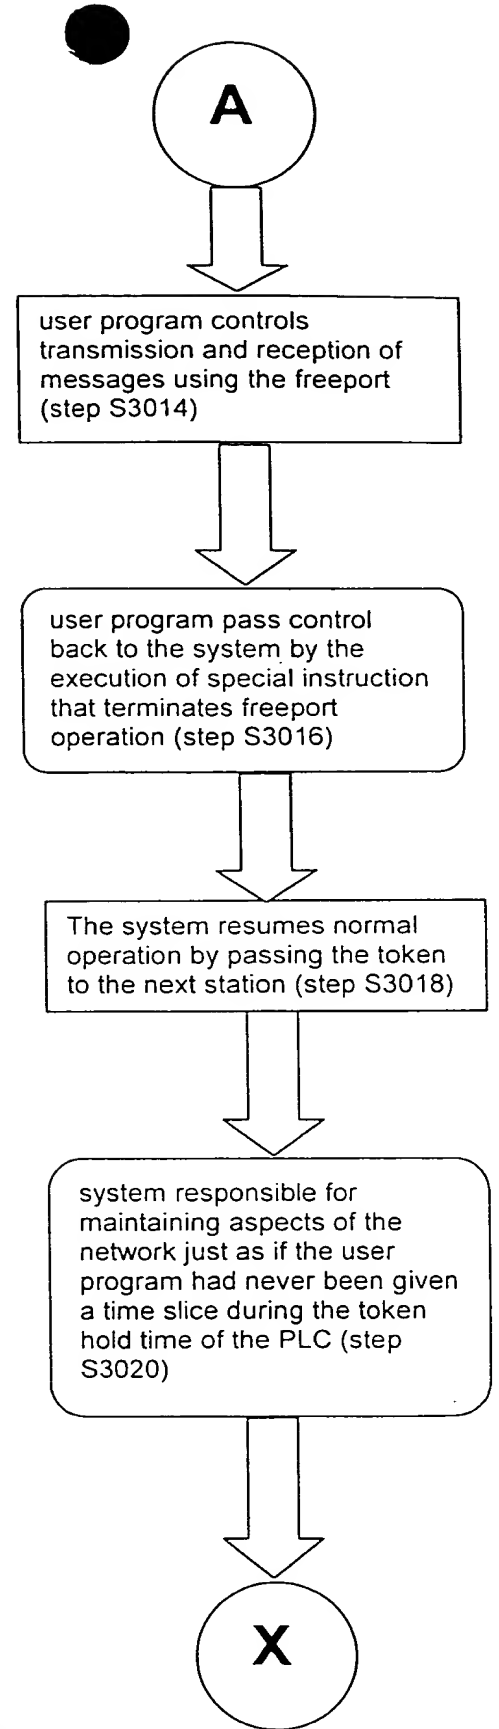 A
user program controls
transmission and reception of
messages using the freeport
(step S3014)
user program pass control
back to the system by the
execution of special instruction
that terminates freeport
operation (step S3016)
The system resumes normal
operation by passing the token
to the next station (step S3018)
system responsible for
maintaining aspects of the
network just as if the user
program had never been given
a time slice during the token
hold time of the PLC (step
S3020)
X